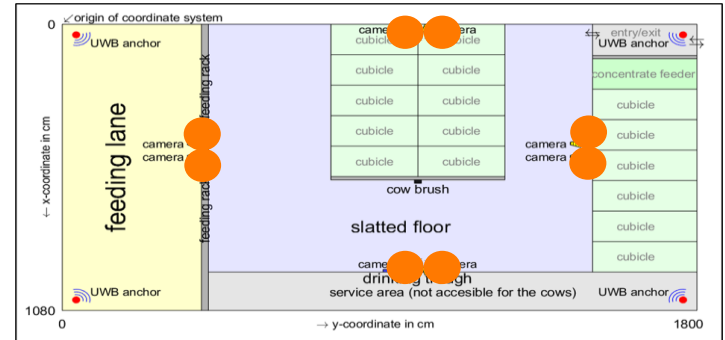 origin of coordinate system
0
UWB anchor
feeding rack
feeding lane
camera
camera
feeding rack
cubicle
cubicle
cubicle
cubicle
cubicle
cubicle
cubicle
cubicle
cubicle
cubicle
cow brush
slatted floor
camera
camera
entry/exit
UWB anchor
concentrate feeder
cubicle
cubicle
cubicle
cubicle
cubicle
cubicle
service area (not accesible for the cows)
UWB anchor
UWB anchor
← x-coordinate in cm
1080
0
→ y-coordinate in cm
1800